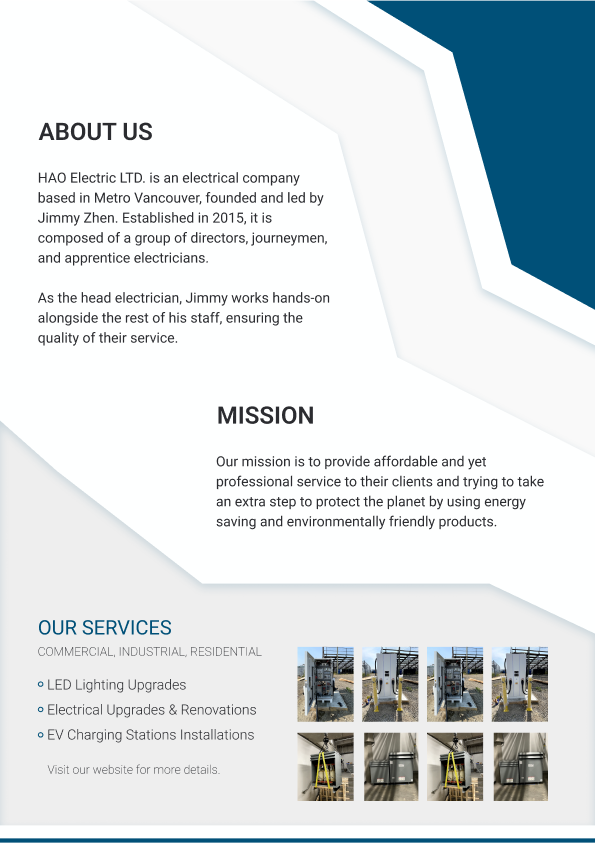 ABOUT US
HAO Electric LTD. is an electrical company
based in Metro Vancouver, founded and led by
Jimmy Zhen. Established in 2015, it is
composed of a group of directors, journeymen,
and apprentice electricians.
As the head electrician, Jimmy works hands-on
alongside the rest of his staff, ensuring the
quality of their service.
MISSION
Our mission is to provide affordable and yet
professional service to their clients and trying to take
an extra step to protect the planet by using energy
saving and environmentally friendly products.
OUR SERVICES
COMMERCIAL, INDUSTRIAL, RESIDENTIAL
LED Lighting Upgrades
Electrical Upgrades & Renovations
EV Charging Stations Installations
Visit our website for more details.